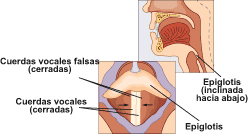 Cuerdas vocales falsas
(cerradas)
Epiglotis
(inclinada
hacia abajo)
Cuerdas vocales
(cerradas)
Epiglotis